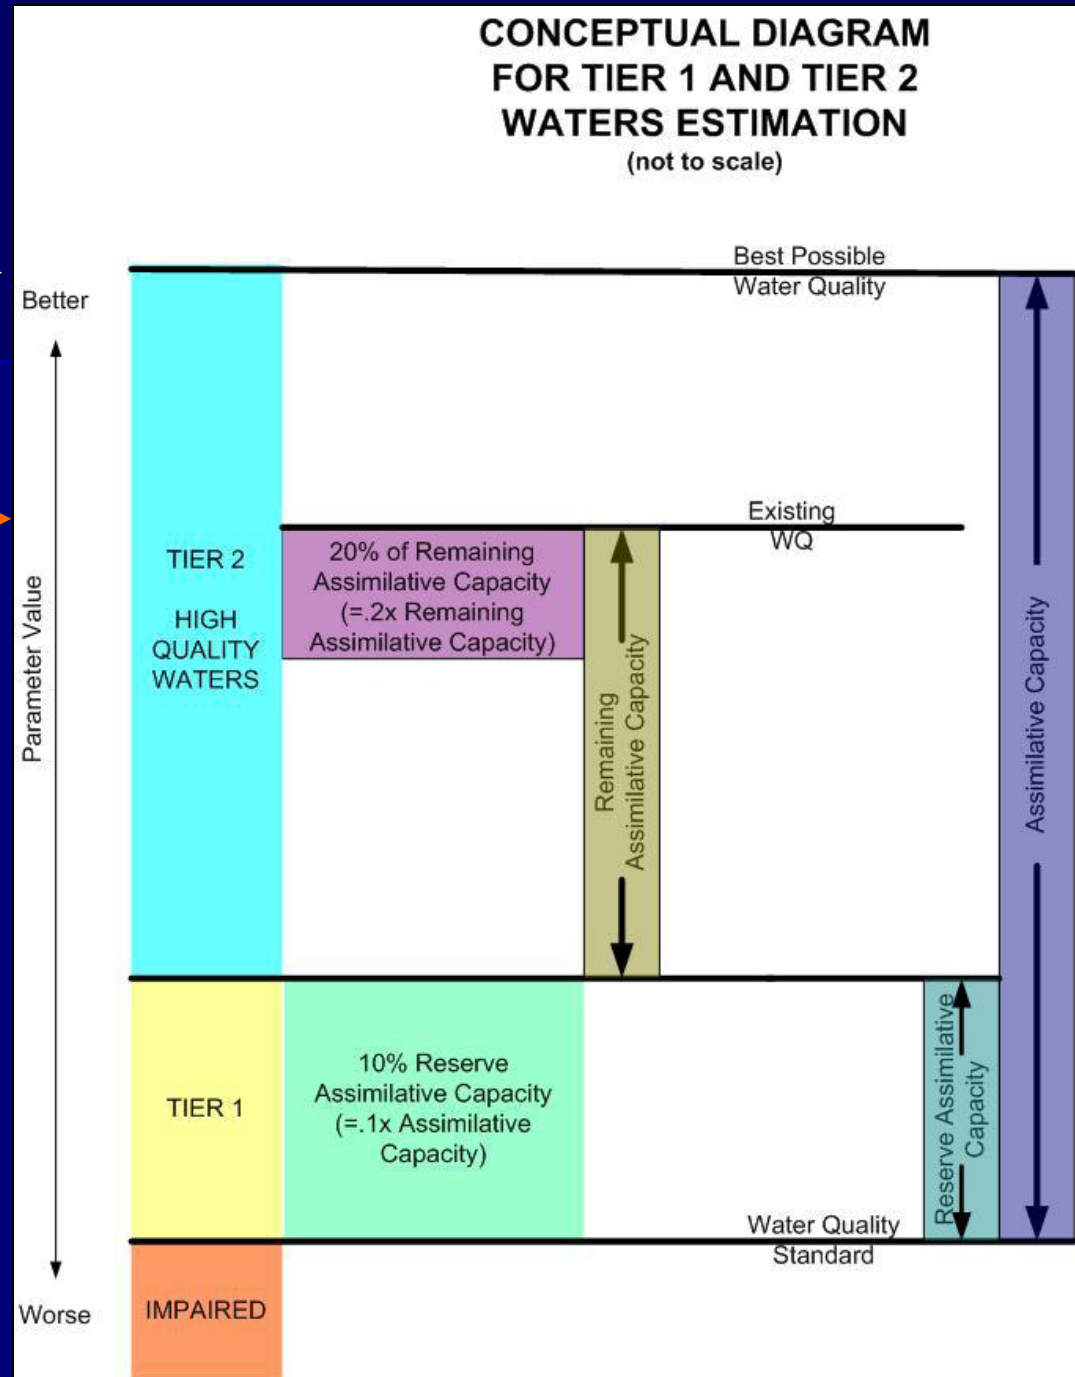 CONCEPTUAL DIAGRAM
FOR TIER 1 AND TIER 2
WATERS ESTIMATION
(not to scale)
Best Possible
Water Quality
Better
Existing
WQ
20% of Remaining
Assimilative Capacity
(=.2x Remaining
Assimilative Capacity)
TIER 2
HIGH
QUALITY
WATERS
Parameter Value
Remaining
Assimilative Capacity
Assimilative Capacity
10% Reserve
Assimilative Capacity
(=.1x Assimilative
Capacity)
TIER 1
Reserve Assimilative
Capacity
Water Quality
Standard
Worse
IMPAIRED